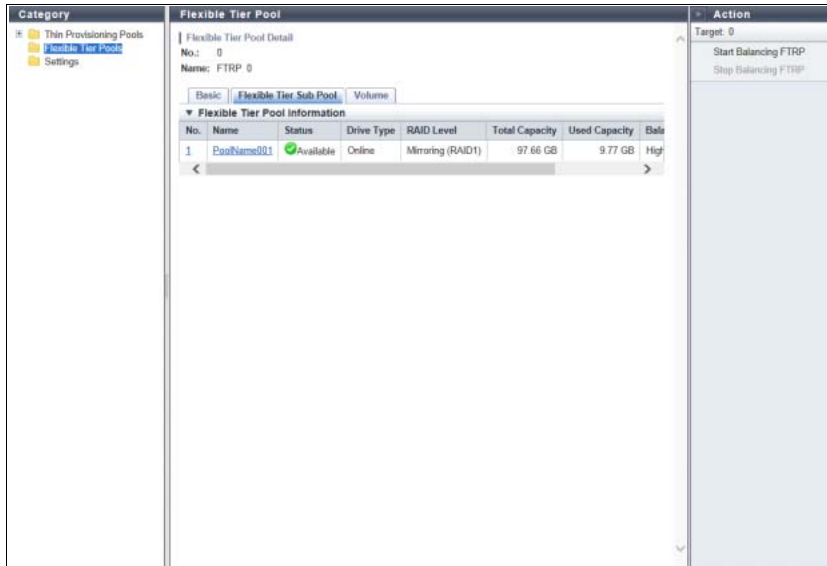 Category
Thin Provisioning Pools
Flexible Tier Pools
Settings
Flexible Tier Pool
Flexible Tier Pool Detail
No.: 0
Name: FTRP 0
Basic Flexible Tier Sub Pool Volume
Flexible Tier Pool Information
No. Name Status Drive Type RAID Level Total Capacity Used Capacity Bala
1 PoolName001 Available Online Mirroring (RAID1) 97.66 GB 9.77 GB High
Action
Target: 0
Start Balancing FTRP
Stop Balancing FTRP